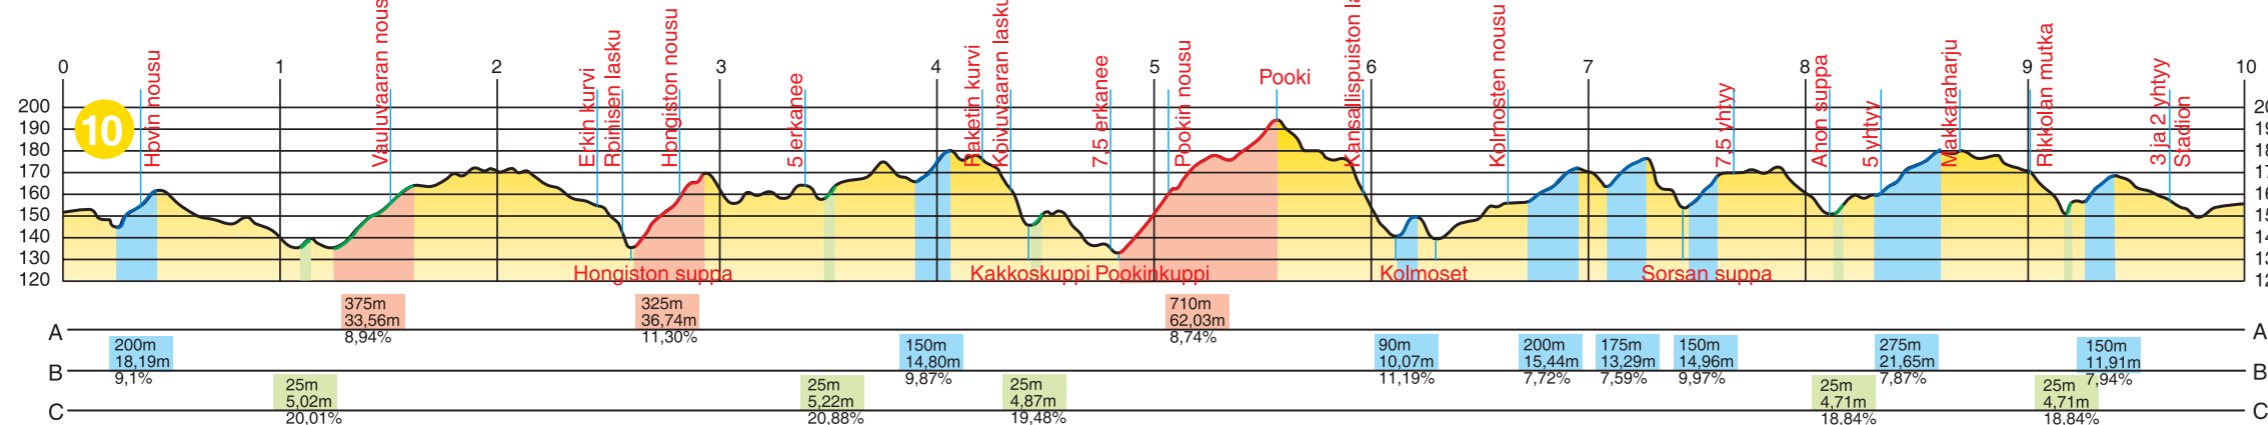 0 1 2 3 4 5 6 7 8 9 10
Hovin nousu
Vauluvaaran nous
Erkin kurvi
Roinisen lasku
Hongiston nousu
5 erkanee
Raketin kurvi
Koivuvaaran lasku
7,5 erkanee
Pookin nousu
Pooki
Kansallispuiston la
Kolmosten nousu
7,5 yhtyy
Ahon suppa
5 yhtyy
Makkaraharju
Rikkolan mutka
3 ja 2 yhtyy
Stadion
10
200
190
180
170
160
150
140
130
120
Hongiston suppa
Kakkoskuppi
Pookinkuppi
Kolmoset
Sorsan suppa
A
375m
33,56m
8,94%
325m
36,74m
11,30%
710m
62,03m
8,74%
A
B
200m
18,19m
9,1%
150m
14,80m
9,87%
90m
10,07m
11,19%
200m
15,44m
7,72%
175m
13,29m
7,59%
150m
14,96m
9,97%
275m
21,65m
7,87%
150m
11,91m
7,94%
B
C
25m
5,02m
20,01%
25m
5,22m
20,88%
25m
4,87m
19,48%
25m
4,71m
18,84%
25m
4,71m
18,84%
C